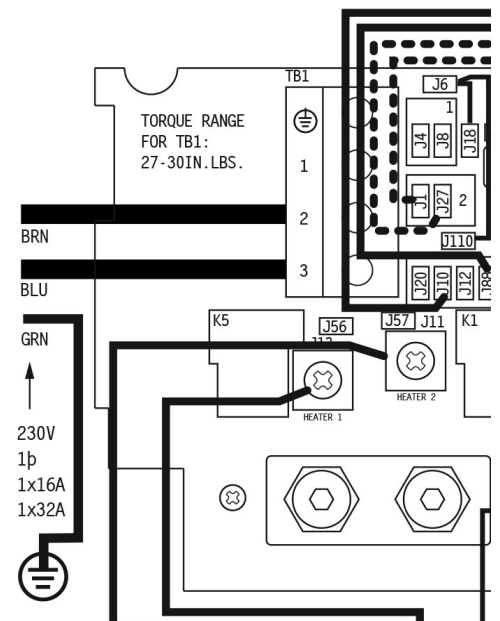 TB1
TORQUE RANGE
FOR TB1:
27-30IN.LBS.
1
2
3
BRN
BLU
GRN
230V
1þ
1x16A
1x32A
J6
1
J4
J8
J18
J1
J27
2
J110
J20
J10
J12
J89
K5
J56
J57
J11
K1
HEATER 1
HEATER 2